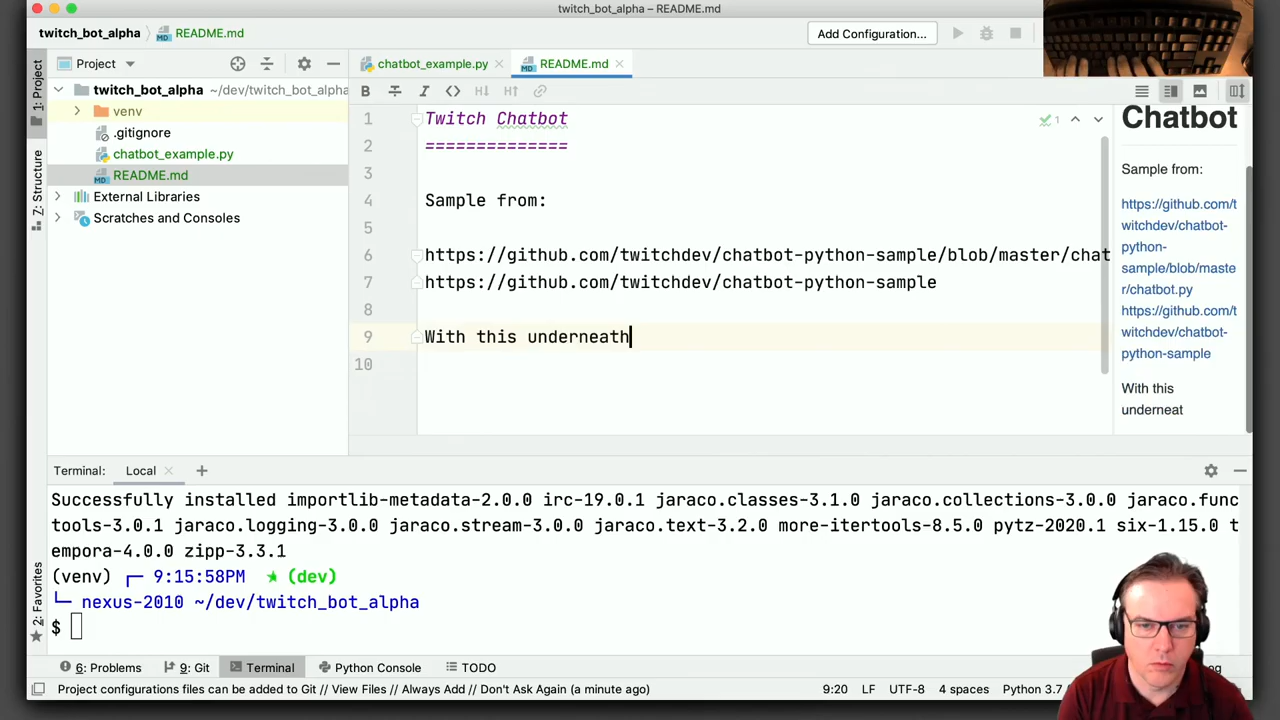 twitch_bot_alpha – README.md
twitch_bot_alpha README.md
Add Configuration...
1: Project
Project
chatbot_example.py
README.md
twitch_bot_alpha ~/dev/twitch_bot_alpha
venv
.gitignore
chatbot_example.py
README.md
External Libraries
Scratches and Consoles
Z: Structure
2: Favorites
B
H↓ H↑
1 Twitch Chatbot
2 ==============
3
4 Sample from:
5
6 https://github.com/twitchdev/chatbot-python-sample/blob/master/chat
7 https://github.com/twitchdev/chatbot-python-sample
8
9 With this underneath
10
1
Chatbot
Sample from:
https://github.com/t
witchdev/chatbot-
python-
sample/blob/maste
r/chatbot.py
https://github.com/t
witchdev/chatbot-
python-sample
With this
underneat
Terminal: Local
Successfully installed importlib-metadata-2.0.0 irc-19.0.1 jaraco.classes-3.1.0 jaraco.collections-3.0.0 jaraco.func
tools-3.0.1 jaraco.logging-3.0.0 jaraco.stream-3.0.0 jaraco.text-3.2.0 more-itertools-8.5.0 pytz-2020.1 six-1.15.0 t
empora-4.0.0 zipp-3.3.1
(venv) ┌─ 9:15:58PM ★ (dev)
└─ nexus-2010 ~/dev/twitch_bot_alpha
$
6: Problems 9: Git Terminal Python Console TODO
Project configurations files can be added to Git // View Files // Always Add // Don't Ask Again (a minute ago)
9:20 LF UTF-8 4 spaces Python 3.7